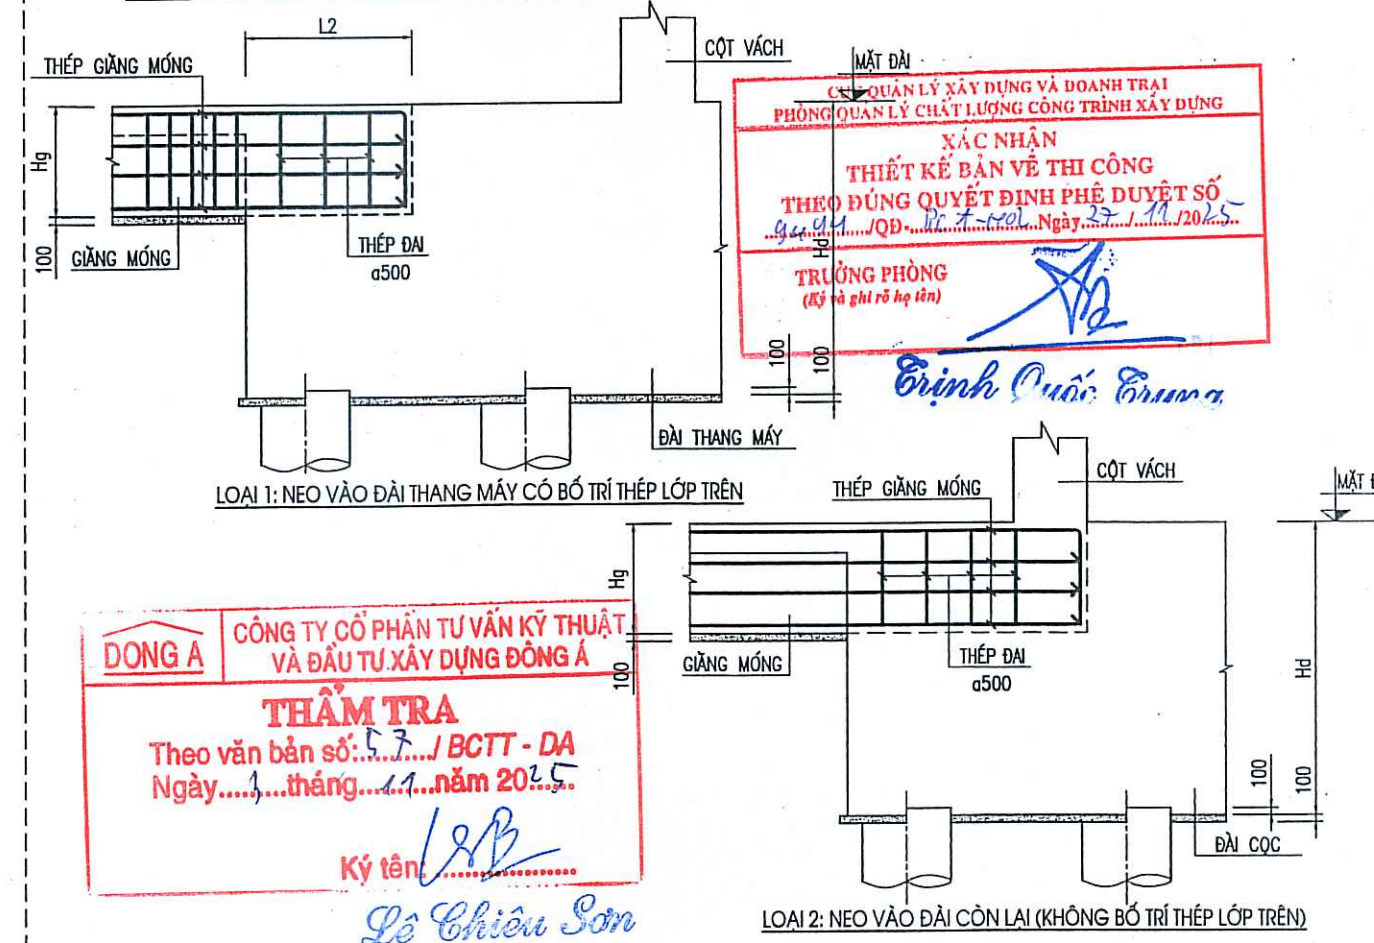 L2
CỘT VÁCH
THÉP GIẰNG MÓNG
MẶT ĐÀI
QUẢN LÝ XÂY DỰNG VÀ DOANH TRẠI
PHÒNG QUẢN LÝ CHẤT LƯỢNG CÔNG TRÌNH XÂY DỰNG
XÁC NHẬN
THIẾT KẾ BẢN VẼ THI CÔNG
THEO ĐÚNG QUYẾT ĐỊNH PHÊ DUYỆT SỐ
9494 /QĐ- Ngày 27 / 11 /2025
TRƯỞNG PHÒNG
(Ký và ghi rõ họ tên)
Trịnh Quốc Trung
Hg
100
GIẰNG MÓNG
THÉP ĐAI
a500
Hd
100
100
ĐÀI THANG MÁY
LOẠI 1: NEO VÀO ĐÀI THANG MÁY CÓ BỐ TRÍ THÉP LỚP TRÊN
THÉP GIẰNG MÓNG
CỘT VÁCH
MẶT Đ
Hg
100
GIẰNG MÓNG
THÉP ĐAI
a500
Hd
100
100
ĐÀI CỌC
LOẠI 2: NEO VÀO ĐÀI CÒN LẠI (KHÔNG BỐ TRÍ THÉP LỚP TRÊN)
DONG A
CÔNG TY CỔ PHẦN TƯ VẤN KỸ THUẬT
VÀ ĐẦU TƯ XÂY DỰNG ĐÔNG Á
THẨM TRA
Theo văn bản số: 57 / BCTT - DA
Ngày 3 tháng 11 năm 2025
Ký tên:
Lê Chiêu Sơn